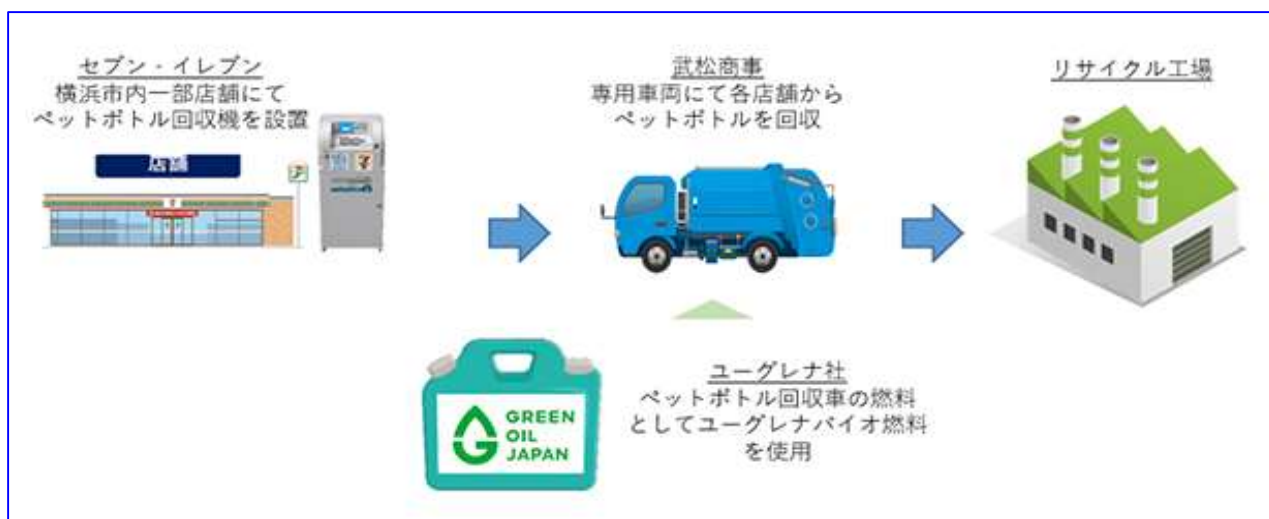 セブン‐イレブン
横浜市内一部店舗にて
ペットボトル回収機を設置
店舗
武松商事
専用車両にて各店舗から
ペットボトルを回収
リサイクル工場
GREEN
OIL
JAPAN
ユーグレナ社
ペットボトル回収車の燃料
としてユーグレナバイオ燃料
を使用